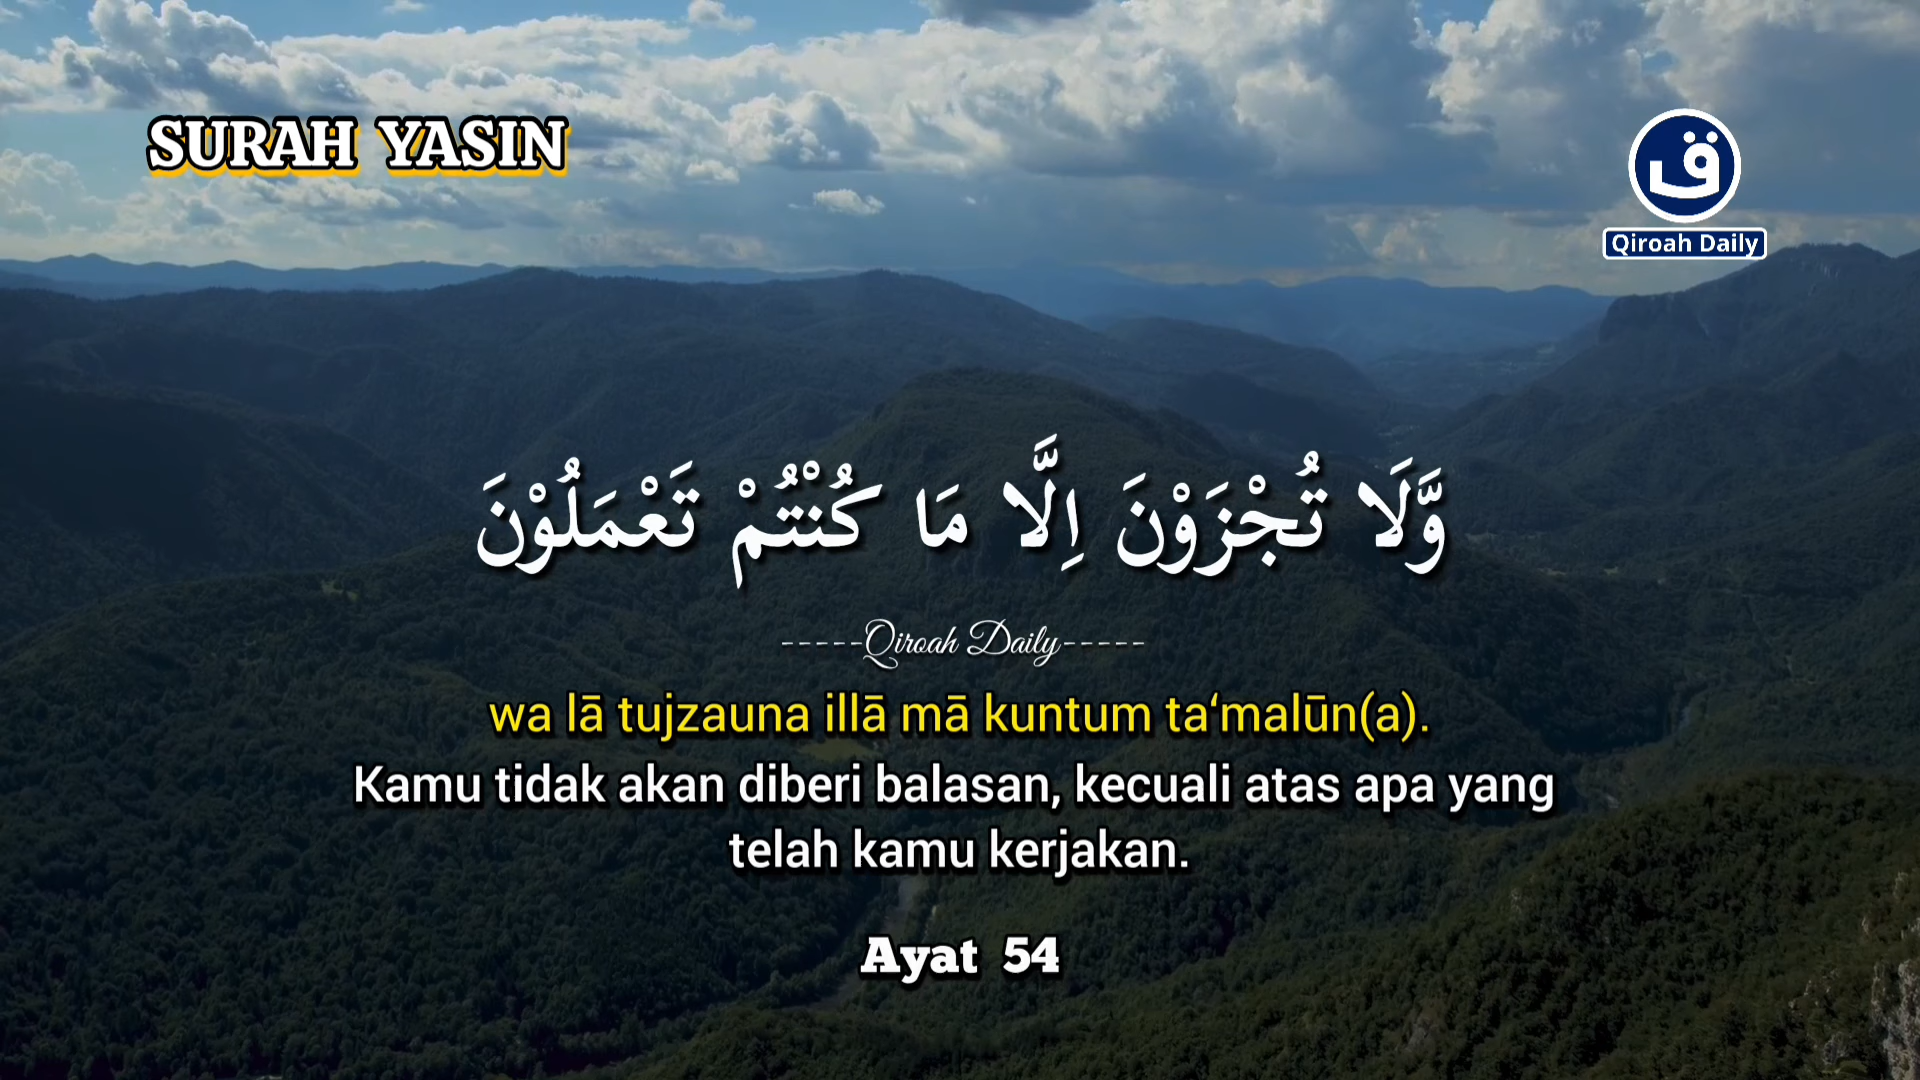 SURAH YASIN
ق
Qiroah Daily
وَّلَا تُجْزَوْنَ اِلَّا مَا كُنْتُمْ تَعْمَلُوْنَ
-----Qiroah Daily-----
wa lā tujzauna illā mā kuntum ta‘malūn(a).
Kamu tidak akan diberi balasan, kecuali atas apa yang
telah kamu kerjakan.
Ayat 54